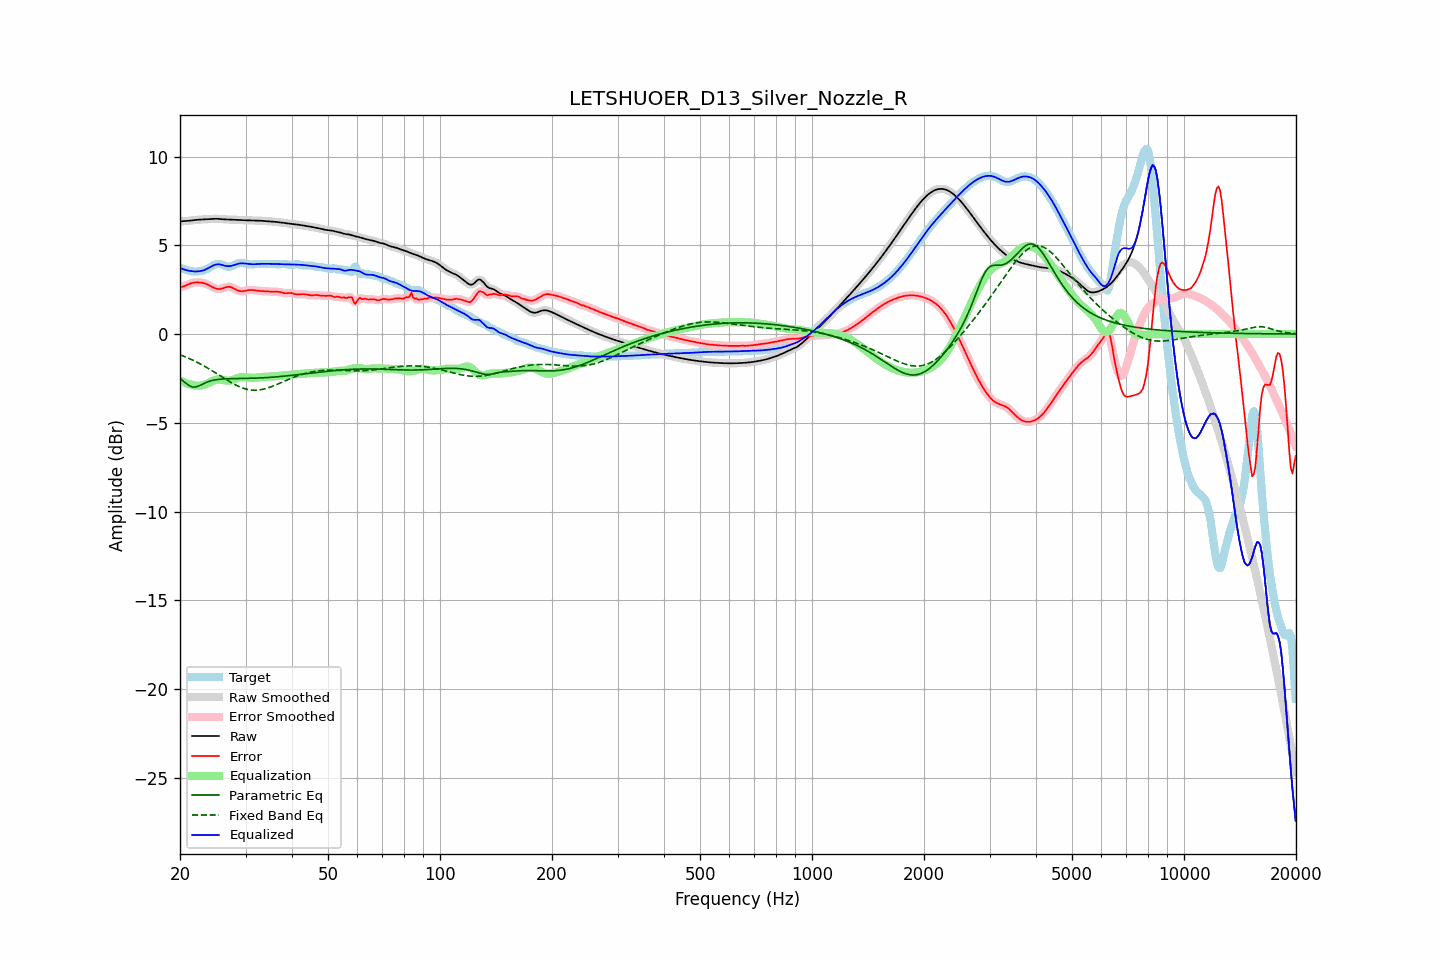 LETSHUOER_D13_Silver_Nozzle_R
10
5
0
−5
−10
−15
−20
−25
Amplitude (dBr)
Target
Raw Smoothed
Error Smoothed
Raw
Error
Equalization
Parametric Eq
Fixed Band Eq
Equalized
20 50 100 200 500 1000 2000 5000 10000 20000
Frequency (Hz)